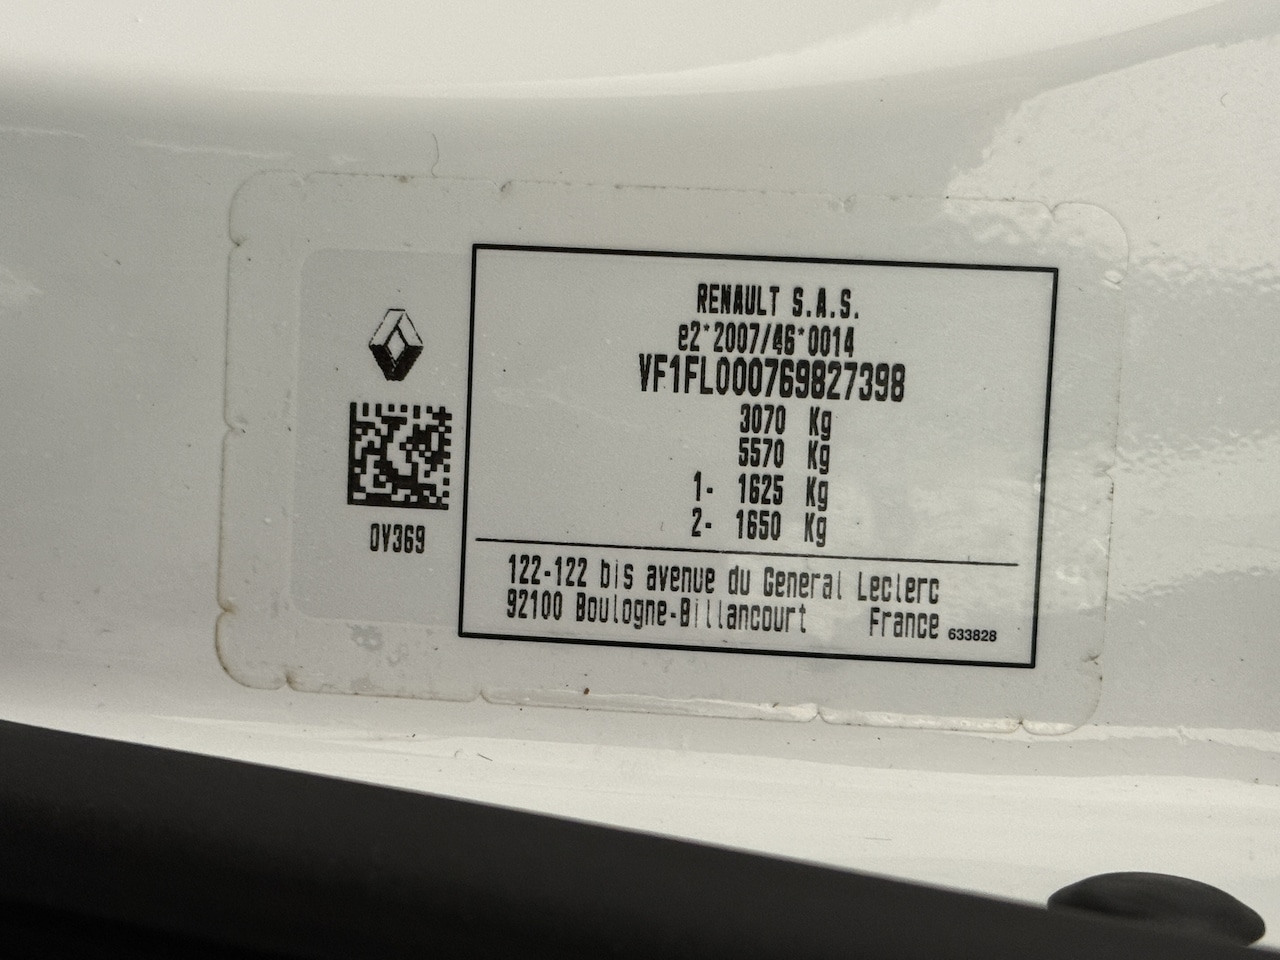 RENAULT S.A.S.
e2*2007/46*0014
VF1FL000769827398
3070 Kg
5570 Kg
1- 1625 Kg
2- 1650 Kg
0V369
122-122 bis avenue du General Leclerc
92100 Boulogne-Billancourt France 633828